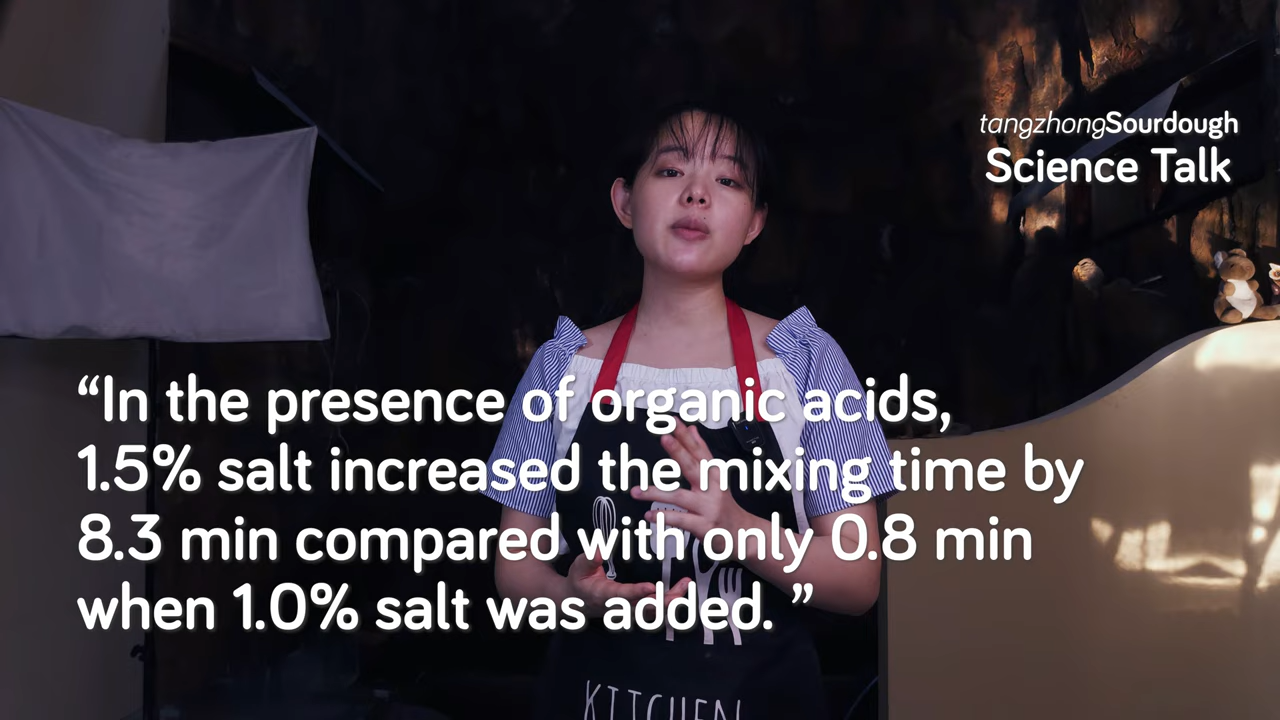 tangzhongSourdough
Science Talk
“In the presence of organic acids,
1.5% salt increased the mixing time by
8.3 min compared with only 0.8 min
when 1.0% salt was added. ”
KITCHEN